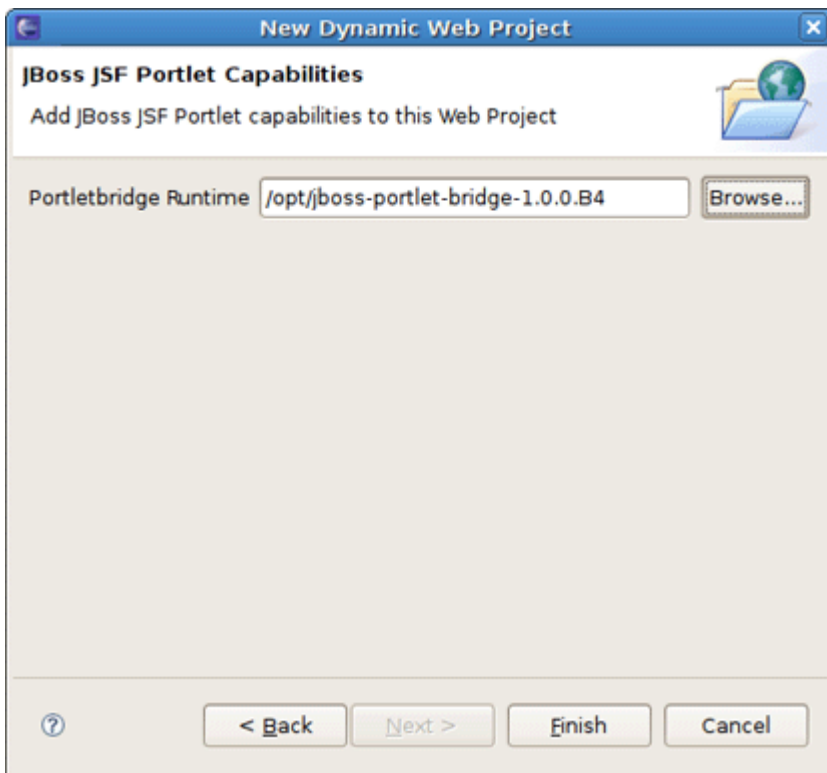 New Dynamic Web Project
JBoss JSF Portlet Capabilities
Add JBoss JSF Portlet capabilities to this Web Project
Portletbridge Runtime /opt/jboss-portlet-bridge-1.0.0.B4 Browse...
? < Back Next > Finish Cancel